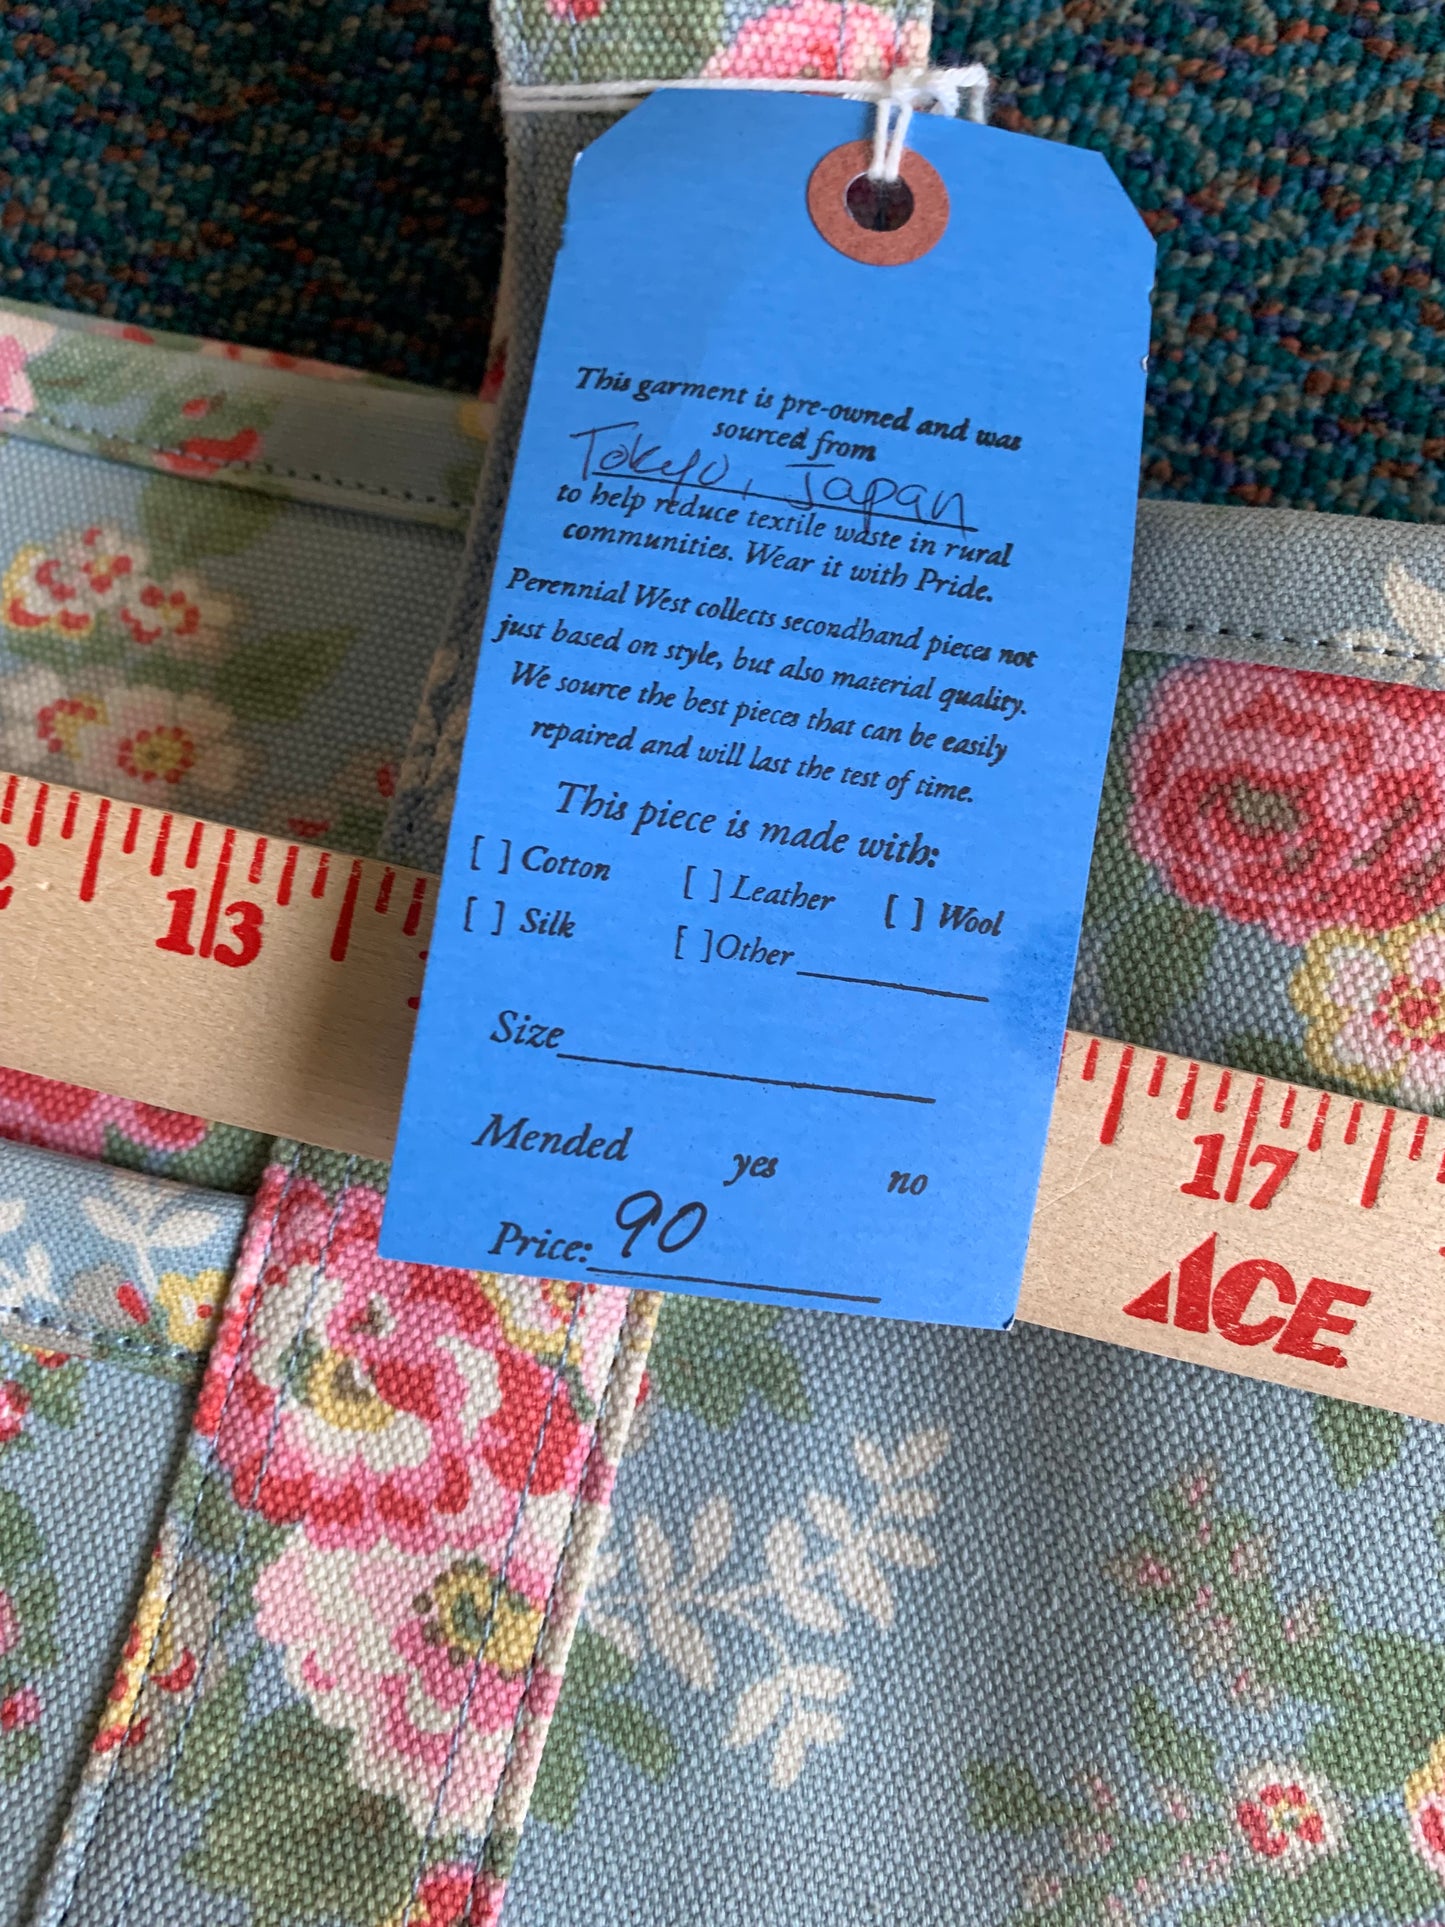 This garment is pre-owned and was
sourced from
Tokyo, Japan
to help reduce textile waste in rural
communities. Wear it with Pride.
Perennial West collects secondhand pieces not
just based on style, but also material quality.
We source the best pieces that can be easily
repaired and will last the test of time.
This piece is made with:
[ ] Cotton [ ] Leather [ ] Wool
[ ] Silk [ ]Other
Size
Mended yes no
Price: 90
2 13 17
ACE